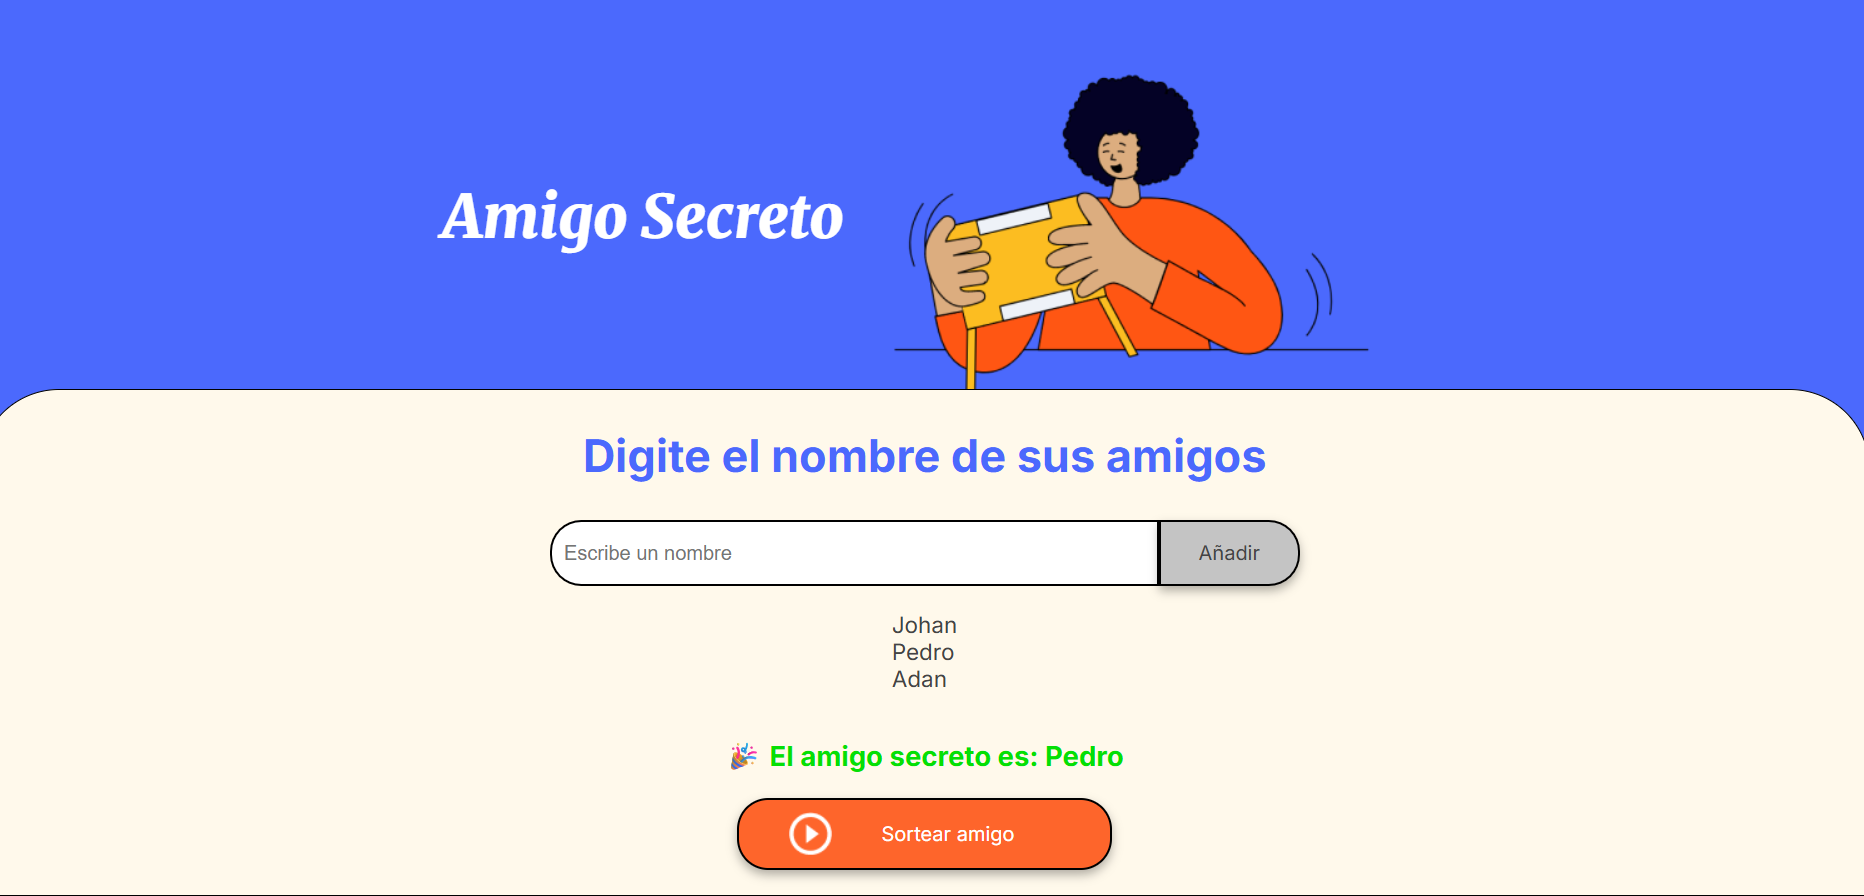 Amigo Secreto
Digite el nombre de sus amigos
Escribe un nombre
Añadir
Johan
Pedro
Adan
🎉 El amigo secreto es: Pedro
Sortear amigo